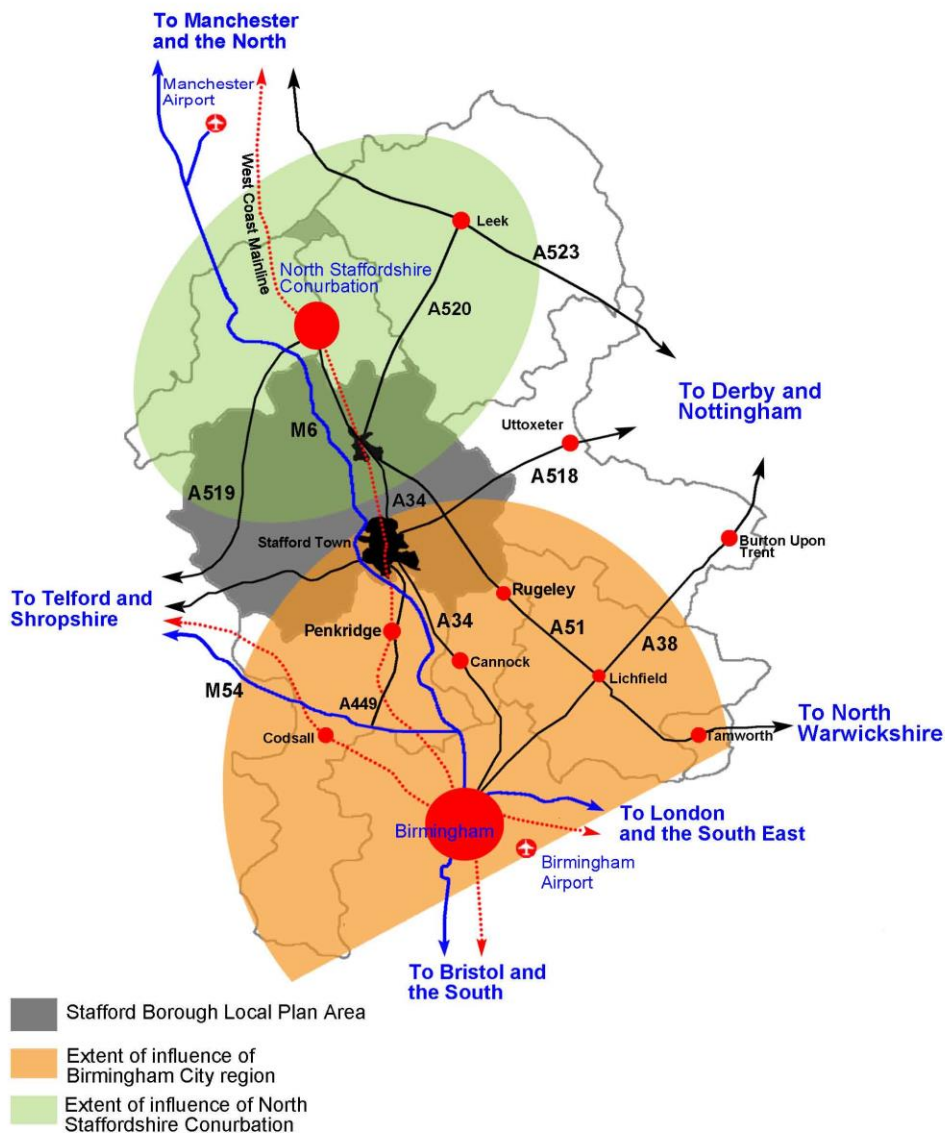 To Manchester
and the North
Manchester
Airport
West Coast Mainline
Leek
A523
North Staffordshire
Conurbation
A520
To Derby and
Nottingham
Uttoxeter
M6
A518
A519
A34
Stafford Town
Burton Upon
Trent
To Telford and
Shropshire
Rugeley
Penkridge
A34
A51
A38
Cannock
Lichfield
M54
A449
Codsall
Tamworth
To North
Warwickshire
To London
and the South East
Birmingham
Birmingham
Airport
To Bristol and
the South
Stafford Borough Local Plan Area
Extent of influence of
Birmingham City region
Extent of influence of North
Staffordshire Conurbation